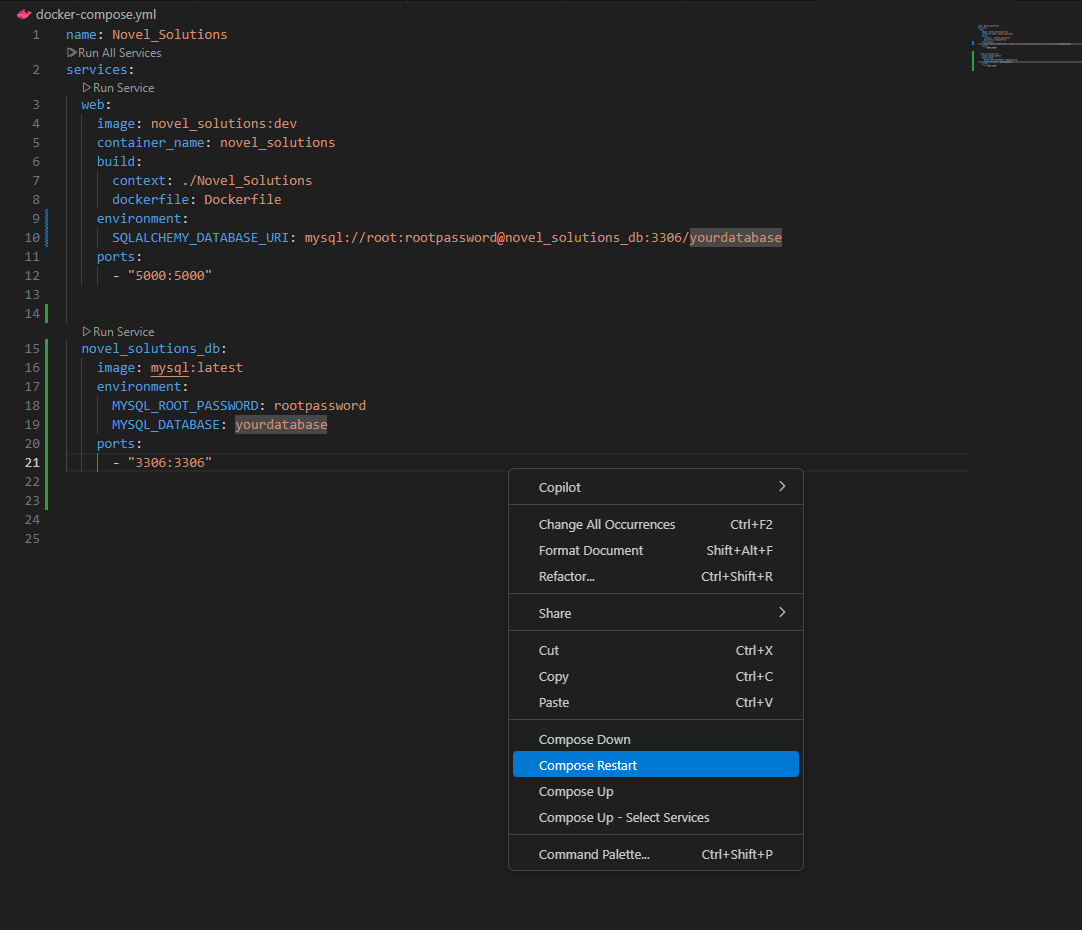 docker-compose.yml
1 name: Novel_Solutions
Run All Services
2 services:
Run Service
3 web:
4 image: novel_solutions:dev
5 container_name: novel_solutions
6 build:
7 context: ./Novel_Solutions
8 dockerfile: Dockerfile
9 environment:
10 SQLALCHEMY_DATABASE_URI: mysql://root:rootpassword@novel_solutions_db:3306/yourdatabase
11 ports:
12 - "5000:5000"
13
14
Run Service
15 novel_solutions_db:
16 image: mysql:latest
17 environment:
18 MYSQL_ROOT_PASSWORD: rootpassword
19 MYSQL_DATABASE: yourdatabase
20 ports:
21 - "3306:3306"
22
23
24
25
Copilot
Change All Occurrences Ctrl+F2
Format Document Shift+Alt+F
Refactor... Ctrl+Shift+R
Share
Cut Ctrl+X
Copy Ctrl+C
Paste Ctrl+V
Compose Down
Compose Restart
Compose Up
Compose Up - Select Services
Command Palette... Ctrl+Shift+P